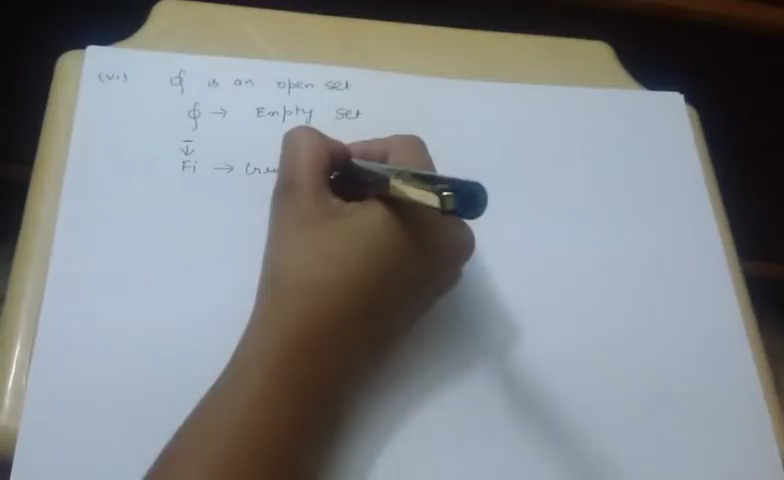 (vi) ϕ is an open set
ϕ → Empty set
↓
Fi →